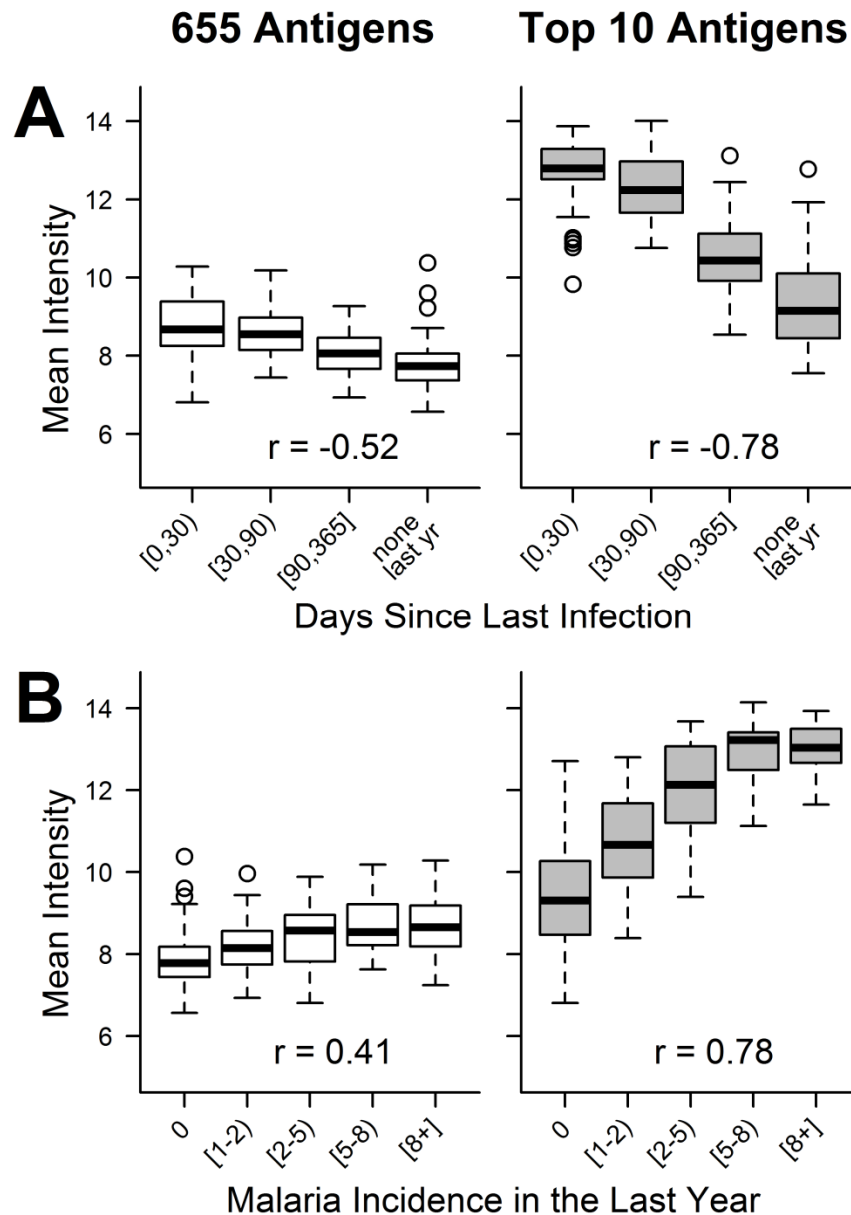 655 Antigens
Top 10 Antigens
A
Mean Intensity
14
12
10
8
6
r = -0.52
r = -0.78
[0,30)
[30,90)
[90,365]
none
last yr
[0,30)
[30,90)
[90,365]
none
last yr
Days Since Last Infection
B
Mean Intensity
14
12
10
8
6
r = 0.41
r = 0.78
0
[1-2)
[2-5)
[5-8)
[8+]
0
[1-2)
[2-5)
[5-8)
[8+]
Malaria Incidence in the Last Year